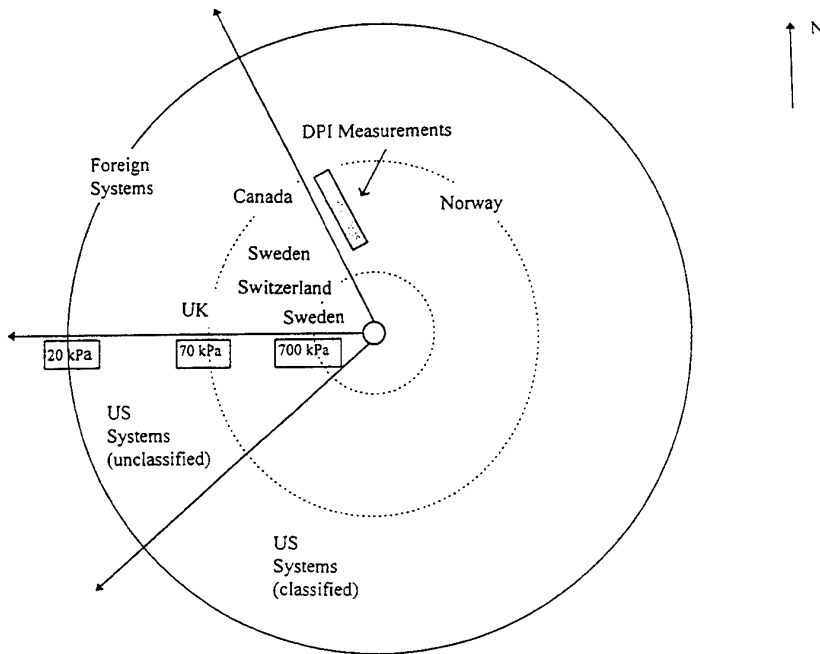 N
DPI Measurements
Foreign
Systems
Canada
Norway
Sweden
Switzerland
UK
Sweden
20 kPa
70 kPa
700 kPa
US
Systems
(unclassified)
US
Systems
(classified)